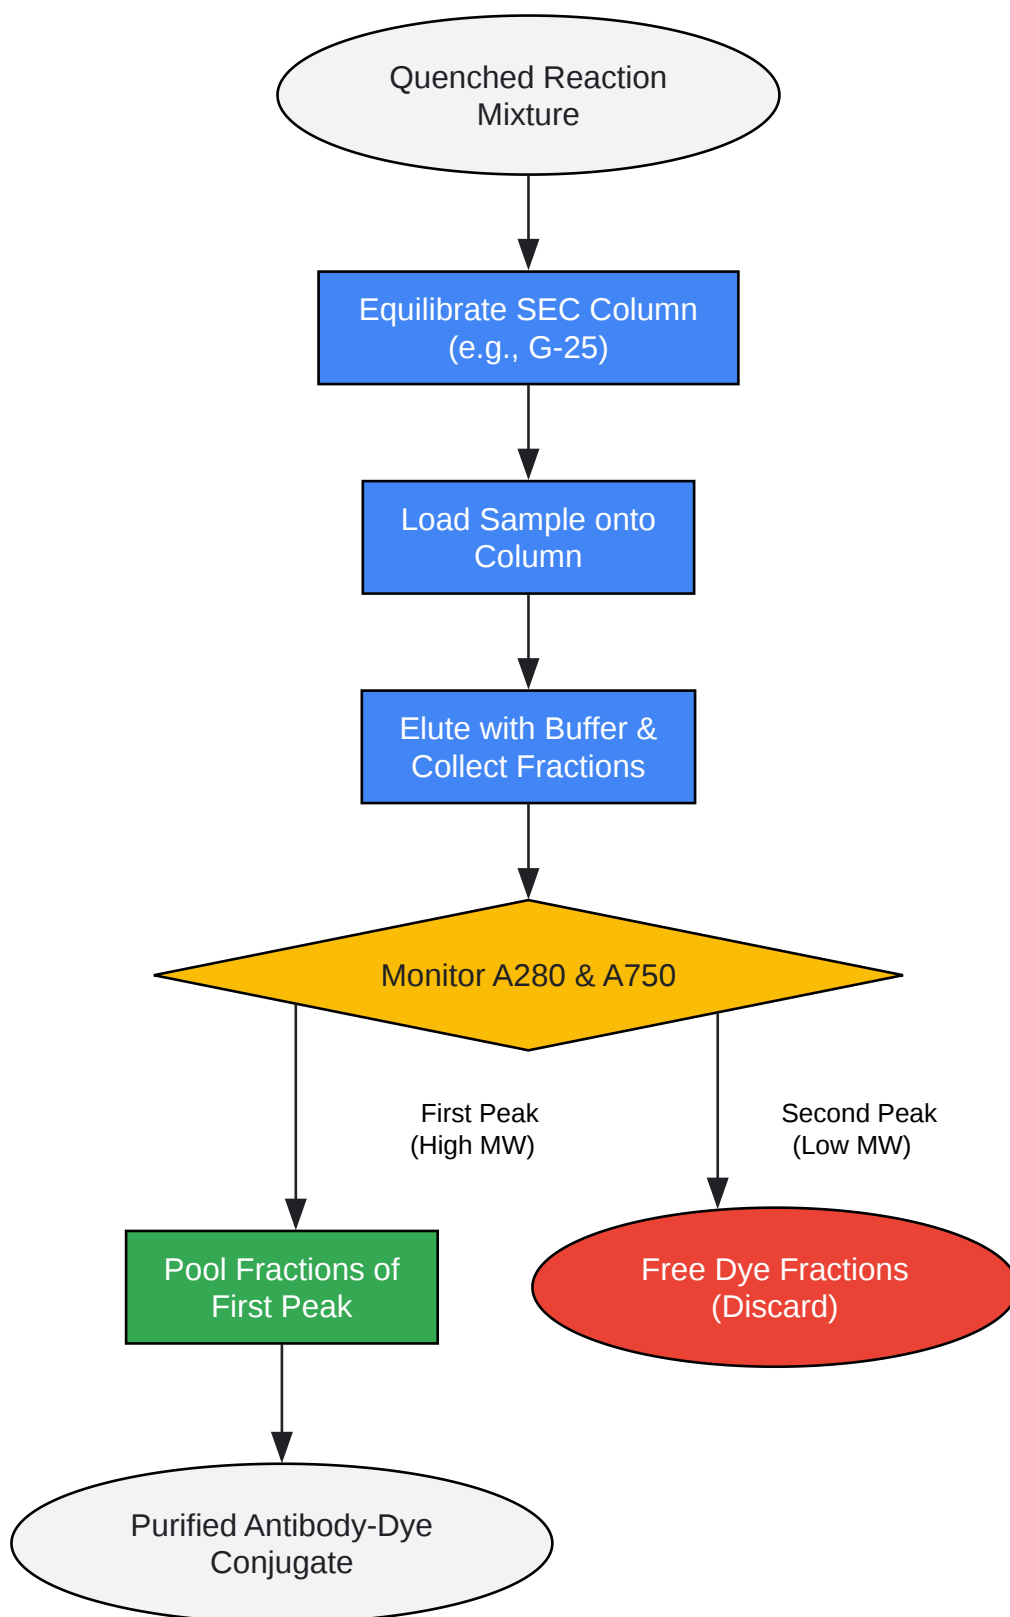 Quenched Reaction
Mixture
Equilibrate SEC Column
(e.g., G-25)
Load Sample onto
Column
Elute with Buffer &
Collect Fractions
Monitor A280 & A750
First Peak
(High MW)
Second Peak
(Low MW)
Pool Fractions of
First Peak
Free Dye Fractions
(Discard)
Purified Antibody-Dye
Conjugate